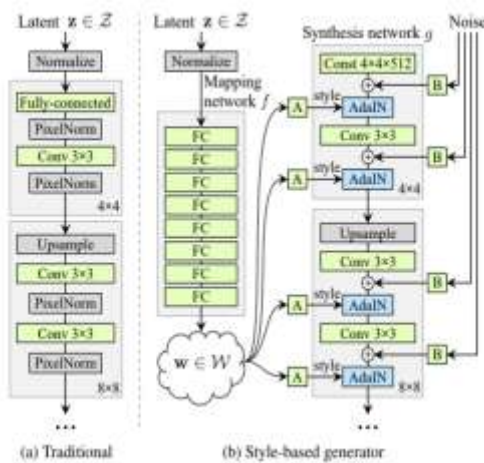 Latent z ∈ Z
Normalize
Fully-connected
PixelNorm
Conv 3×3
PixelNorm
4×4
Upsample
Conv 3×3
PixelNorm
Conv 3×3
PixelNorm
8×8
...
(a) Traditional
Latent z ∈ Z
Normalize
Mapping
network f
FC
FC
FC
FC
FC
FC
FC
FC
w ∈ W
Synthesis network g
Noise
Const 4×4×512
B
A
style
AdaIN
Conv 3×3
B
A
style
AdaIN
4×4
Upsample
Conv 3×3
B
A
style
AdaIN
Conv 3×3
B
A
style
AdaIN
8×8
...
(b) Style-based generator